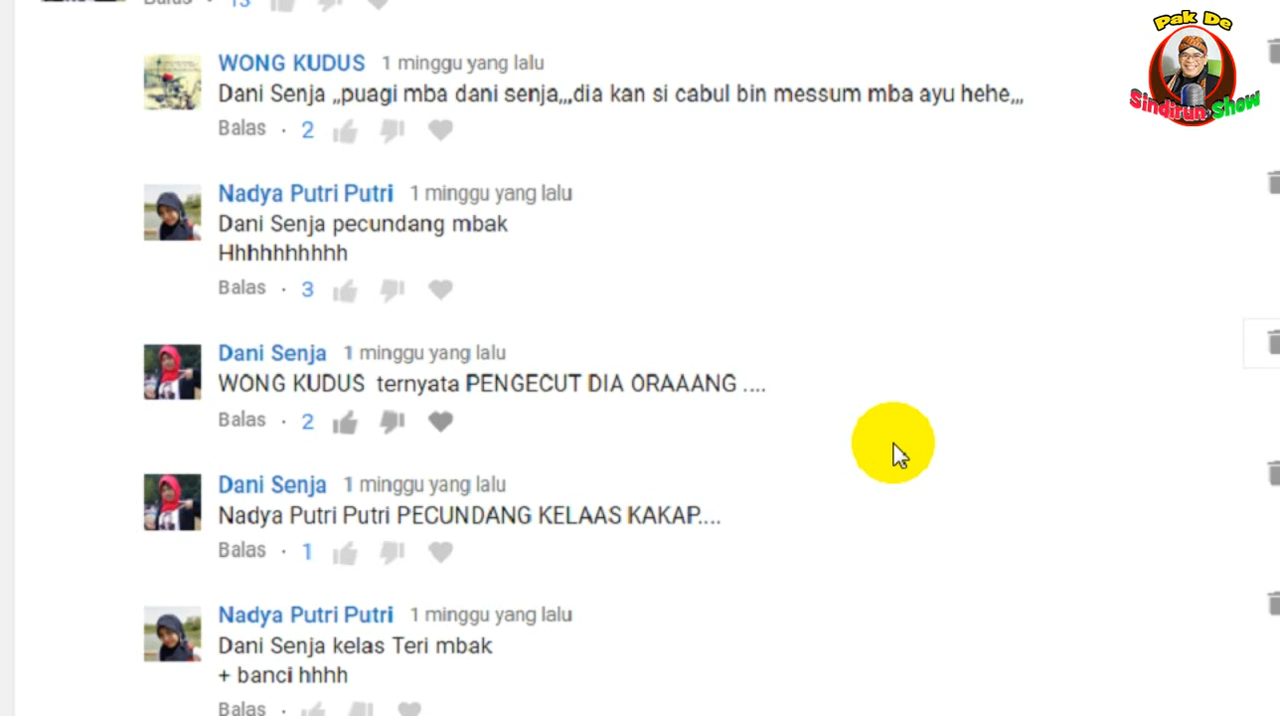 Balas · 13
Pak De
Sindirun Show
WONG KUDUS 1 minggu yang lalu
Dani Senja ,,puagi mba dani senja,,,dia kan si cabul bin messum mba ayu hehe,,,
Balas · 2
Nadya Putri Putri 1 minggu yang lalu
Dani Senja pecundang mbak
Hhhhhhhhhh
Balas · 3
Dani Senja 1 minggu yang lalu
WONG KUDUS ternyata PENGECUT DIA ORAAANG ....
Balas · 2
Dani Senja 1 minggu yang lalu
Nadya Putri Putri PECUNDANG KELAAS KAKAP....
Balas · 1
Nadya Putri Putri 1 minggu yang lalu
Dani Senja kelas Teri mbak
+ banci hhhh
Balas ·